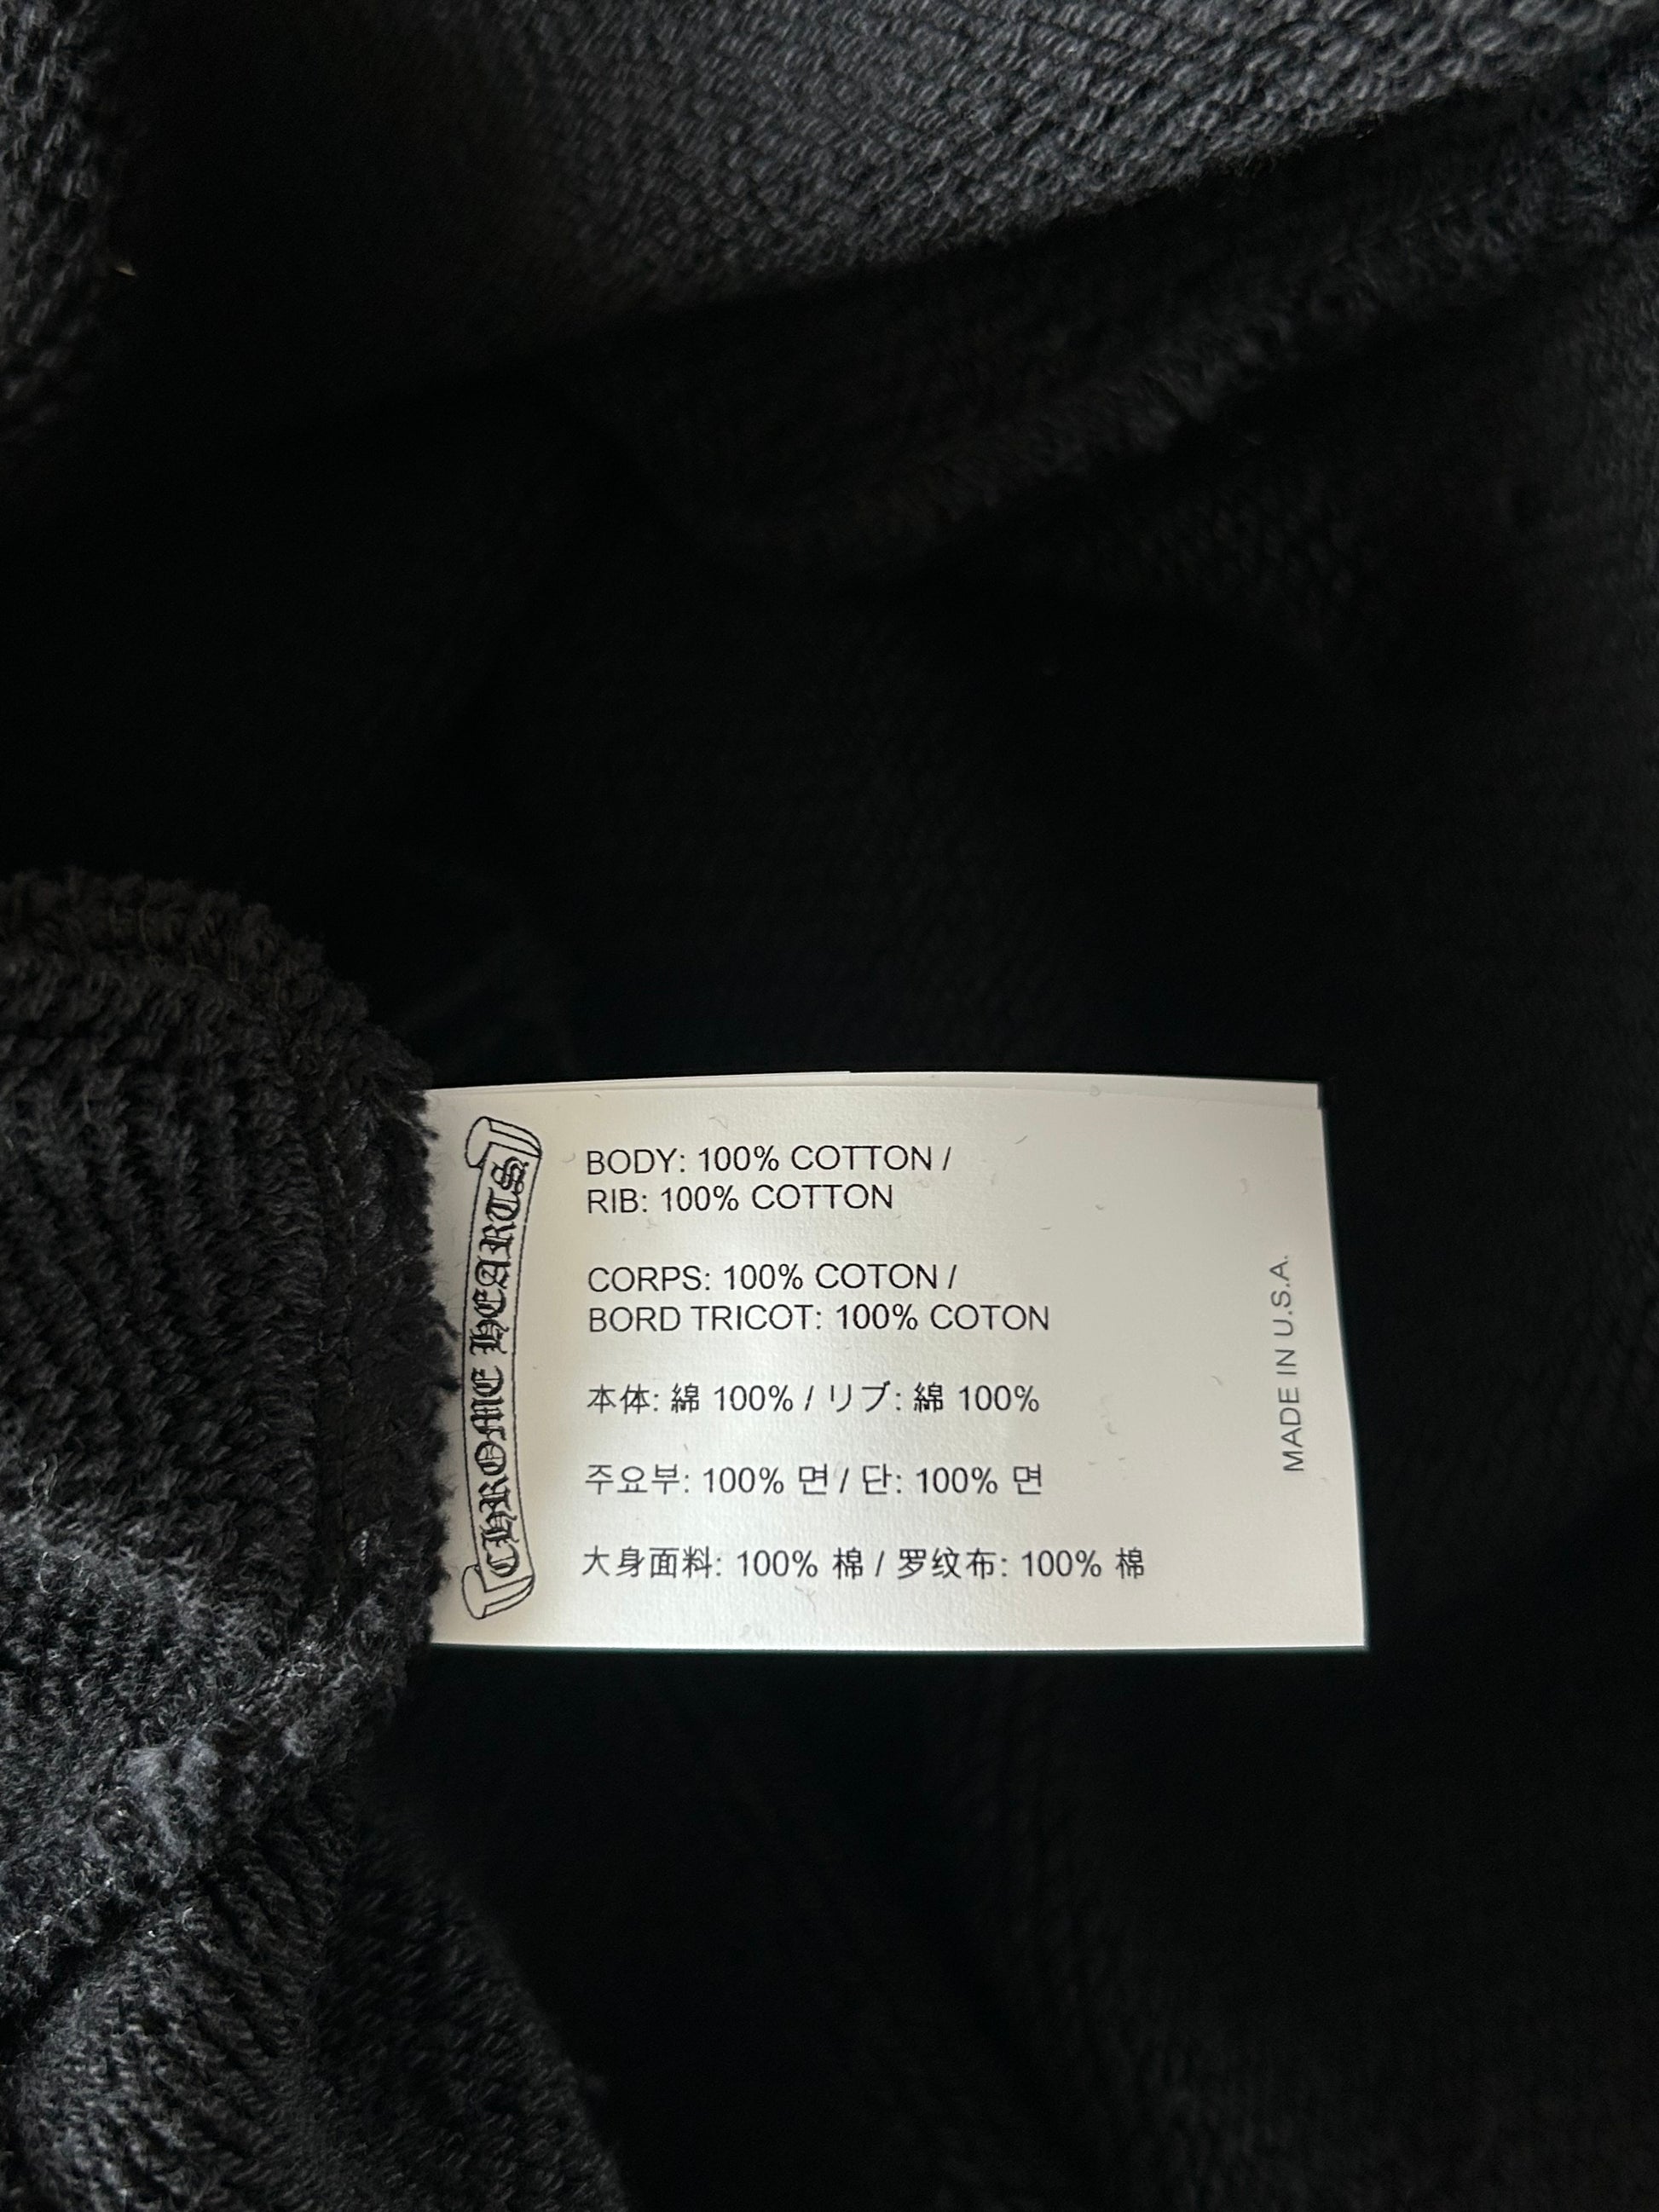 CHROME HEARTS
BODY: 100% COTTON /
RIB: 100% COTTON
CORPS: 100% COTON /
BORD TRICOT: 100% COTON
本体: 綿 100% / リブ: 綿 100%
주요부: 100% 면 / 단: 100% 면
大身面料: 100% 棉 / 罗纹布: 100% 棉
MADE IN U.S.A.